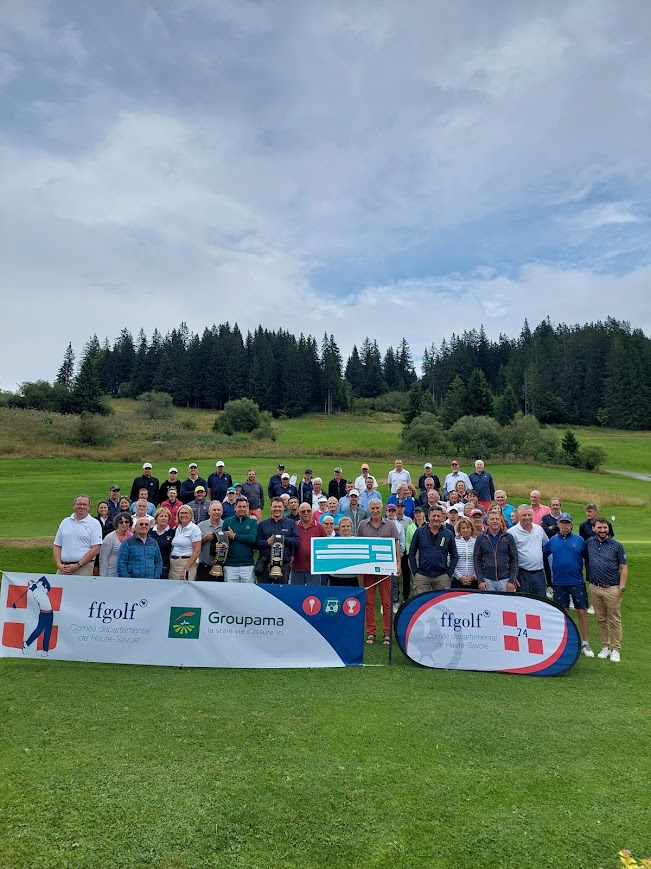 ffgolf
Comité départemental
de Haute-Savoie
Groupama
la vraie vie s'assure ici
ffgolf
Comité départemental
de Haute-Savoie
74